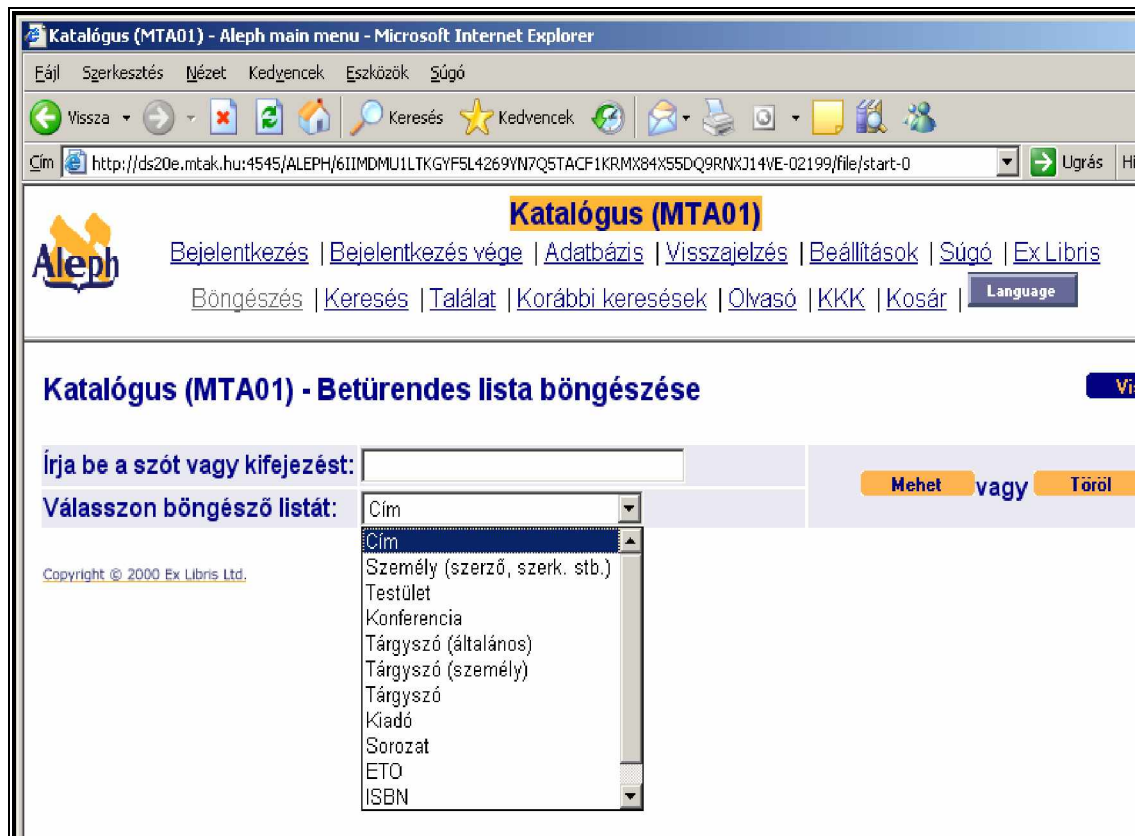 Katalógus (MTA01) - Aleph main menu - Microsoft Internet Explorer
Fájl Szerkesztés Nézet Kedvencek Eszközök Súgó
Vissza Keresés Kedvencek
Cím http://ds20e.mtak.hu:4545/ALEPH/6IIMDMU1LTKGYF5L4269YN7Q5TACF1KRMX84X55DQ9RNXJ14VE-02199/file/start-0 Ugrás Hi
Katalógus (MTA01)
Aleph
Bejelentkezés | Bejelentkezés vége | Adatbázis | Visszajelzés | Beállítások | Súgó | Ex Libris
Böngészés | Keresés | Találat | Korábbi keresések | Olvasó | KKK | Kosár | Language
Katalógus (MTA01) - Betürendes lista böngészése
Vis
Írja be a szót vagy kifejezést:
Mehet vagy Töröl
Válasszon böngésző listát: Cím
Cím
Személy (szerző, szerk. stb.)
Testület
Konferencia
Tárgyszó (általános)
Tárgyszó (személy)
Tárgyszó
Kiadó
Sorozat
ETO
ISBN
Copyright © 2000 Ex Libris Ltd.